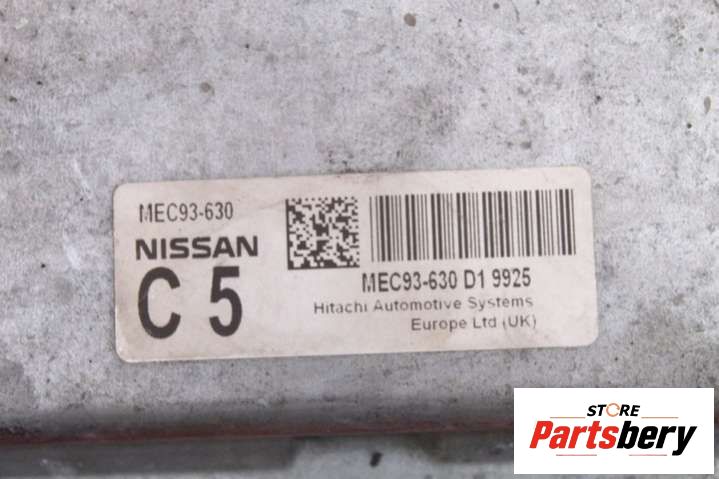 MEC93-630
NISSAN
C 5
MEC93-630 D1 9925
Hitachi Automotive Systems
Europe Ltd (UK)
STORE
Partsbery